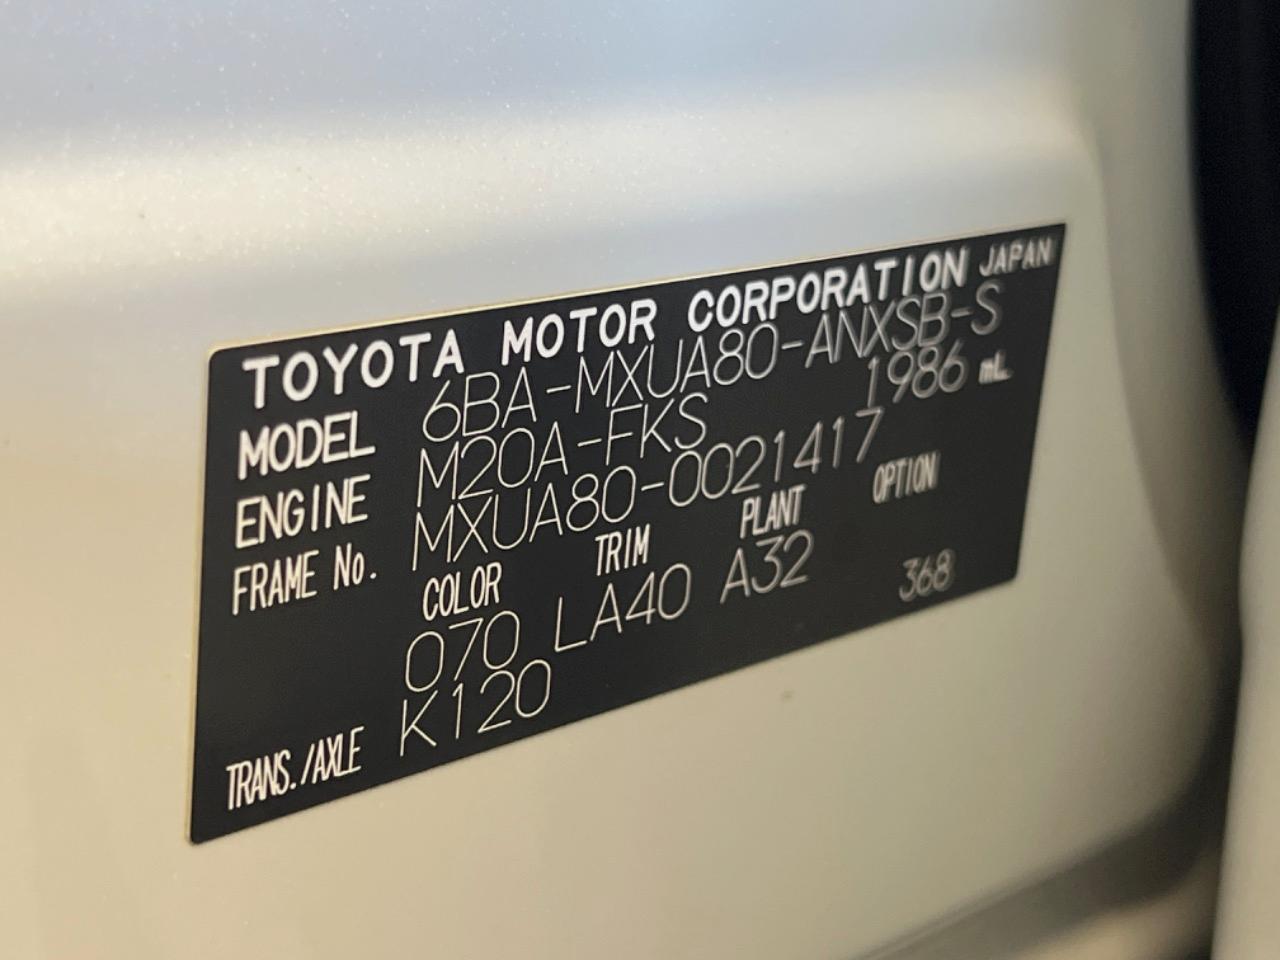 TOYOTA MOTOR CORPORATION JAPAN
MODEL 6BA-MXUA80-ANXSB-S
ENGINE M20A-FKS 1986 mL
FRAME No. MXUA80-0021417
COLOR TRIM PLANT OPTION
070 LA40 A32 368
TRANS./AXLE K120